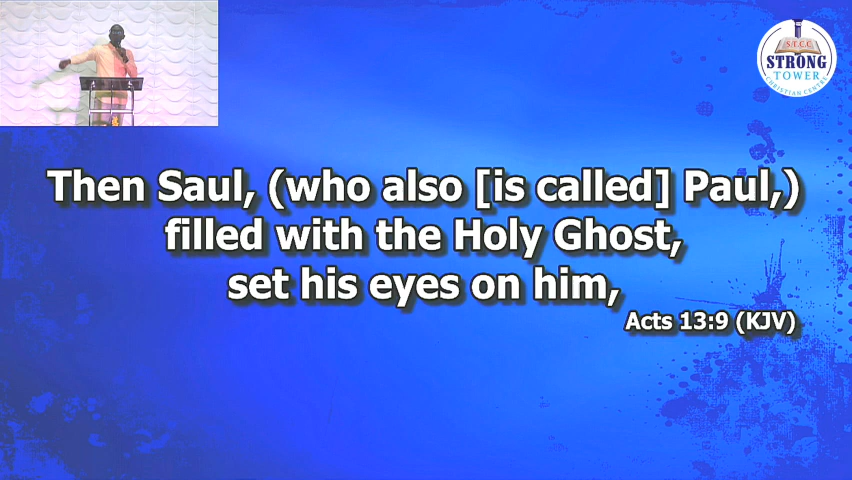 S.T.C.C
STRONG
TOWER
CHRISTIAN CENTRE
Then Saul, (who also [is called] Paul,)
filled with the Holy Ghost,
set his eyes on him,
Acts 13:9 (KJV)